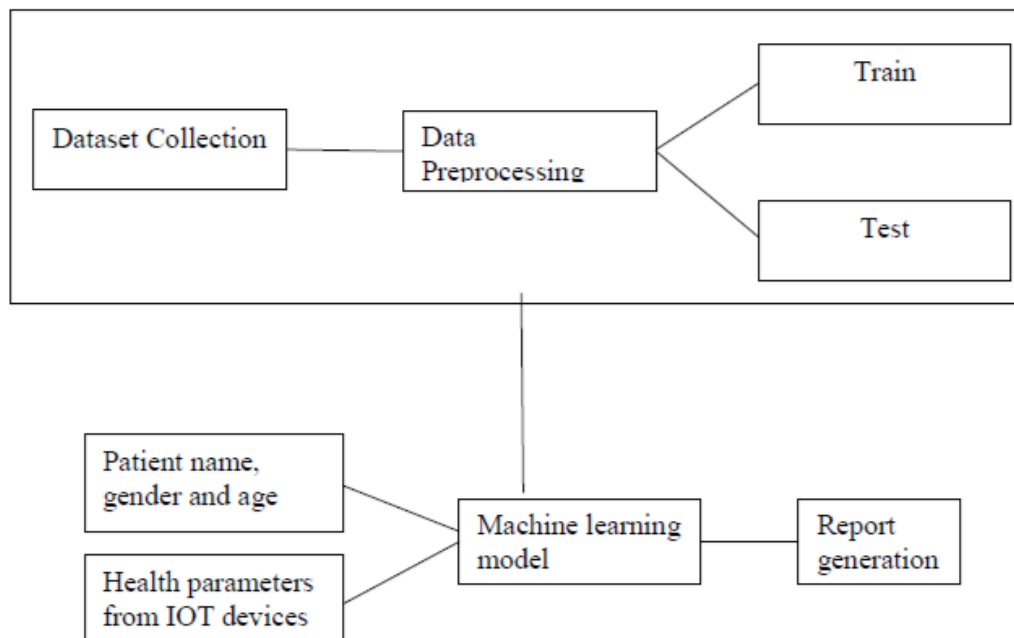 Train
Dataset Collection
Data
Preprocessing
Test
Patient name,
gender and age
Machine learning
model
Report
generation
Health parameters
from IOT devices